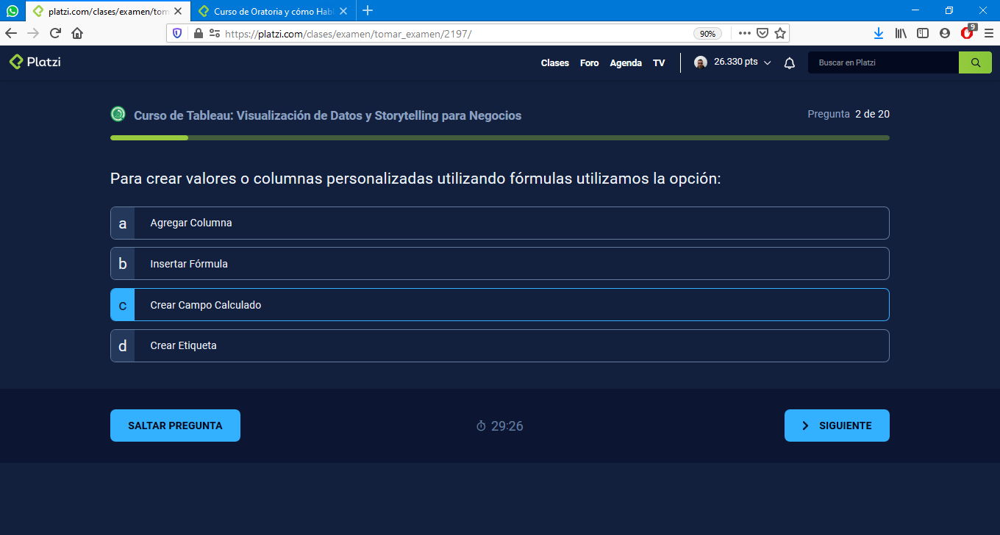 platzi.com/clases/examen/tom
Curso de Oratoria y cómo Habl
https://platzi.com/clases/examen/tomar_examen/2197/
90%
9
Platzi
Clases Foro Agenda TV
26.330 pts
Buscar en Platzi
Curso de Tableau: Visualización de Datos y Storytelling para Negocios
Pregunta 2 de 20
Para crear valores o columnas personalizadas utilizando fórmulas utilizamos la opción:
a Agregar Columna
b Insertar Fórmula
c Crear Campo Calculado
d Crear Etiqueta
SALTAR PREGUNTA
29:26
SIGUIENTE